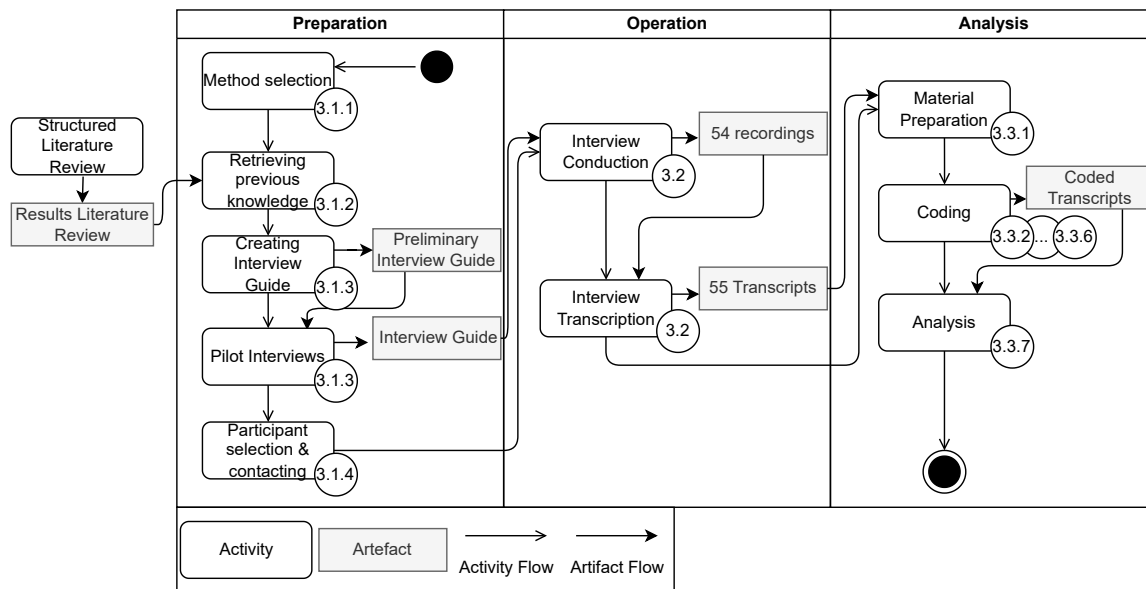 Preparation
Operation
Analysis
Method selection
3.1.1
Structured
Literature
Review
Results Literature
Review
Retrieving
previous
knowledge
3.1.2
Creating
Interview
Guide
3.1.3
Preliminary
Interview Guide
Pilot Interviews
3.1.3
Interview Guide
Participant
selection &
contacting
3.1.4
Interview
Conduction
3.2
54 recordings
Interview
Transcription
3.2
55 Transcripts
Material
Preparation
3.3.1
Coding
3.3.2
...
3.3.6
Coded
Transcripts
Analysis
3.3.7
Activity
Artefact
Activity Flow
Artifact Flow